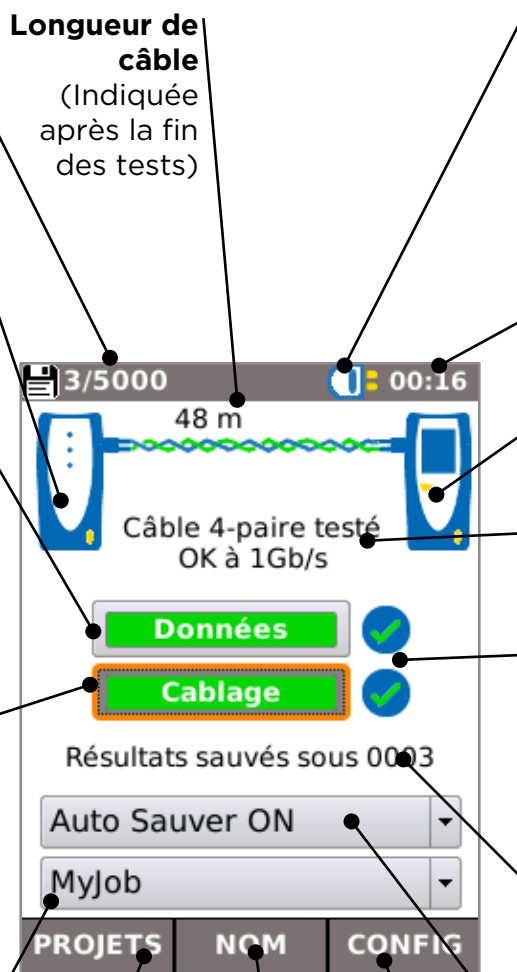 Longueur de
câble
(Indiquée
après la fin
des tests)
3/5000
00:16
48 m
Câble 4-paire testé
OK à 1Gb/s
Données
Cablage
Résultats sauvés sous 0003
Auto Sauver ON
MyJob
PROJETS NOM CONFIG